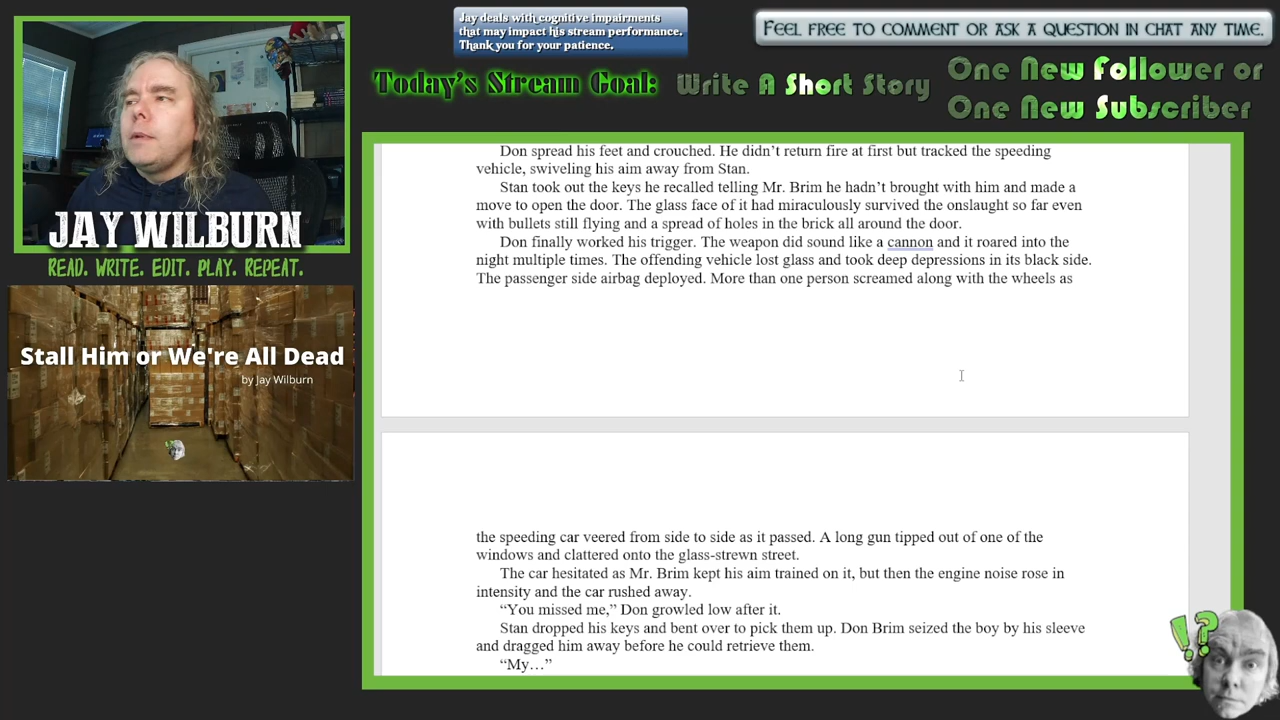 Jay deals with cognitive impairments
that may impact his stream performance.
Thank you for your patience.
Feel free to comment or ask a question in chat any time.
Today's Stream Goal:
Write A Short Story
One New Follower or
One New Subscriber
JAY WILBURN
READ. WRITE. EDIT. PLAY. REPEAT.
Stall Him or We're All Dead
by Jay Wilburn
Don spread his feet and crouched. He didn’t return fire at first but tracked the speeding
vehicle, swiveling his aim away from Stan.
Stan took out the keys he recalled telling Mr. Brim he hadn’t brought with him and made a
move to open the door. The glass face of it had miraculously survived the onslaught so far even
with bullets still flying and a spread of holes in the brick all around the door.
Don finally worked his trigger. The weapon did sound like a cannon and it roared into the
night multiple times. The offending vehicle lost glass and took deep depressions in its black side.
The passenger side airbag deployed. More than one person screamed along with the wheels as
the speeding car veered from side to side as it passed. A long gun tipped out of one of the
windows and clattered onto the glass-strewn street.
The car hesitated as Mr. Brim kept his aim trained on it, but then the engine noise rose in
intensity and the car rushed away.
“You missed me,” Don growled low after it.
Stan dropped his keys and bent over to pick them up. Don Brim seized the boy by his sleeve
and dragged him away before he could retrieve them.
“My…”
!?